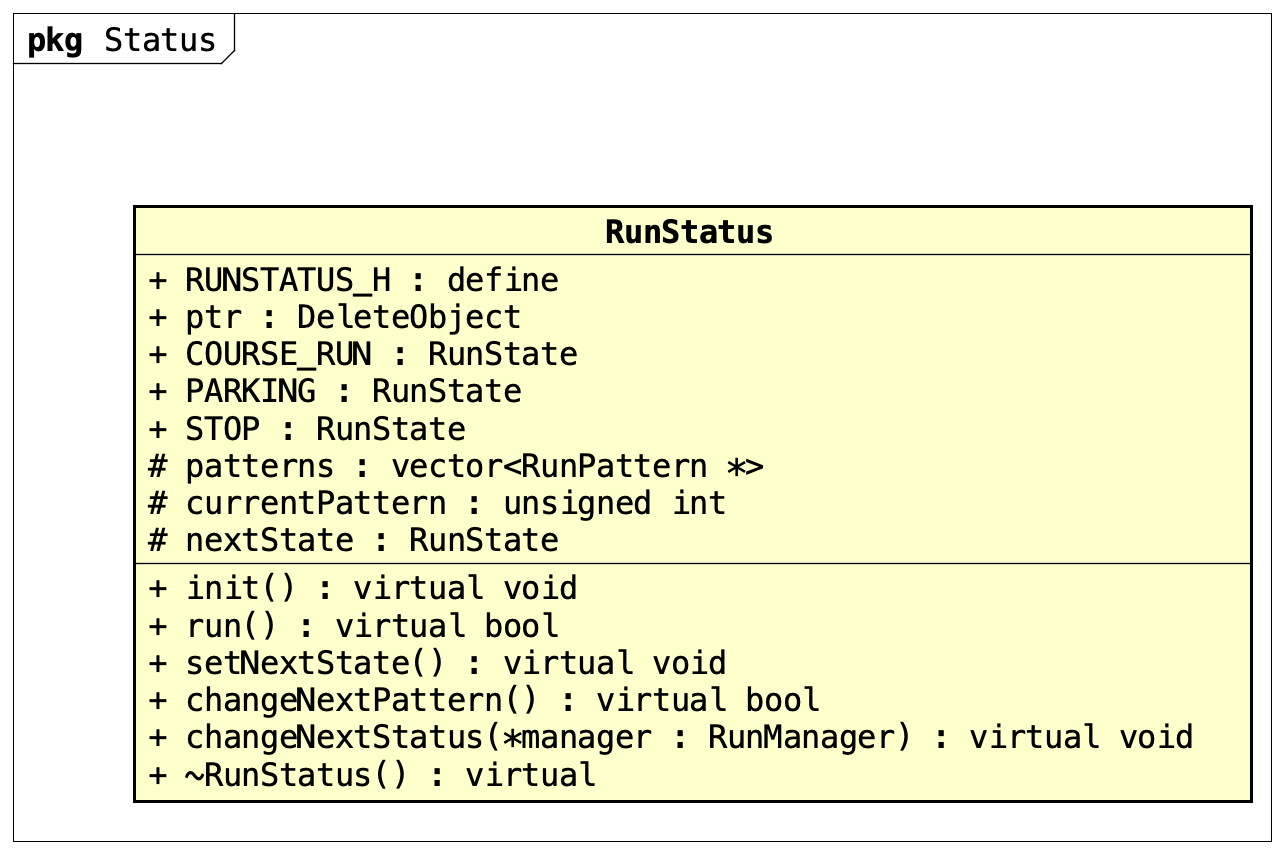 pkg Status
RunStatus
+ RUNSTATUS_H : define
+ ptr : DeleteObject
+ COURSE_RUN : RunState
+ PARKING : RunState
+ STOP : RunState
# patterns : vector<RunPattern *>
# currentPattern : unsigned int
# nextState : RunState
+ init() : virtual void
+ run() : virtual bool
+ setNextState() : virtual void
+ changeNextPattern() : virtual bool
+ changeNextStatus(*manager : RunManager) : virtual void
+ ~RunStatus() : virtual